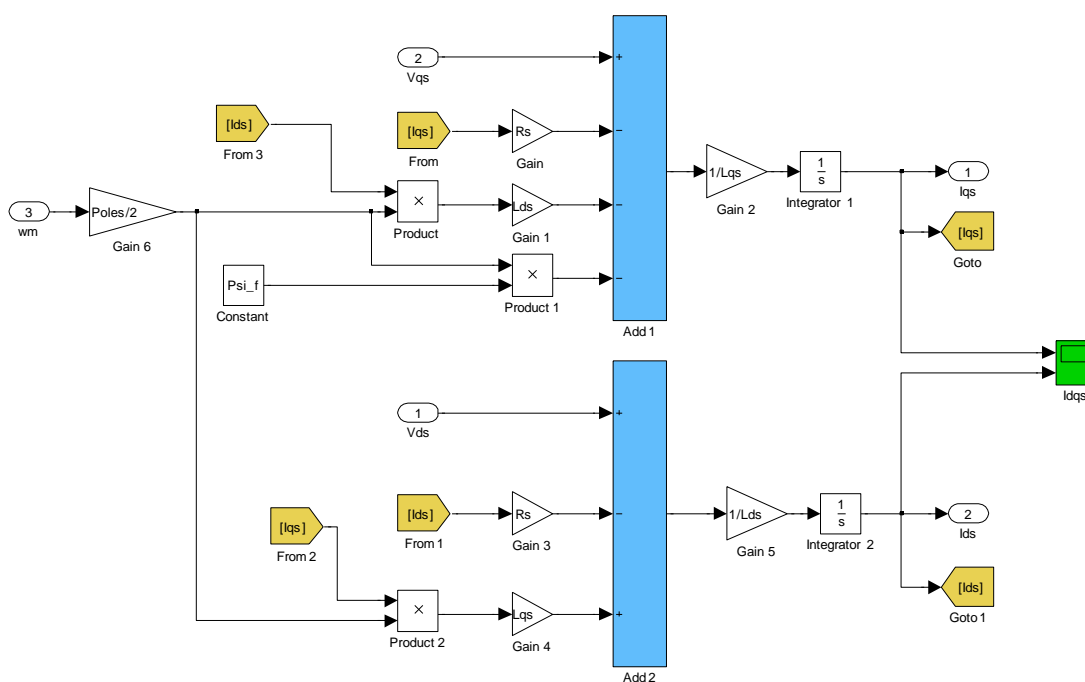 2
Vqs
+
[Ids]
From 3
[Iqs]
From
Rs
Gain
−
3
wm
Poles/2
Gain 6
×
Product
Lds
Gain 1
−
1/Lqs
Gain 2
1
s
Integrator 1
1
Iqs
[Iqs]
Goto
Psi_f
Constant
×
Product 1
−
Add 1
Idqs
1
Vds
+
[Iqs]
From 2
[Ids]
From 1
Rs
Gain 3
−
1/Lds
Gain 5
1
s
Integrator 2
2
Ids
×
Product 2
Lqs
Gain 4
+
[Ids]
Goto 1
Add 2